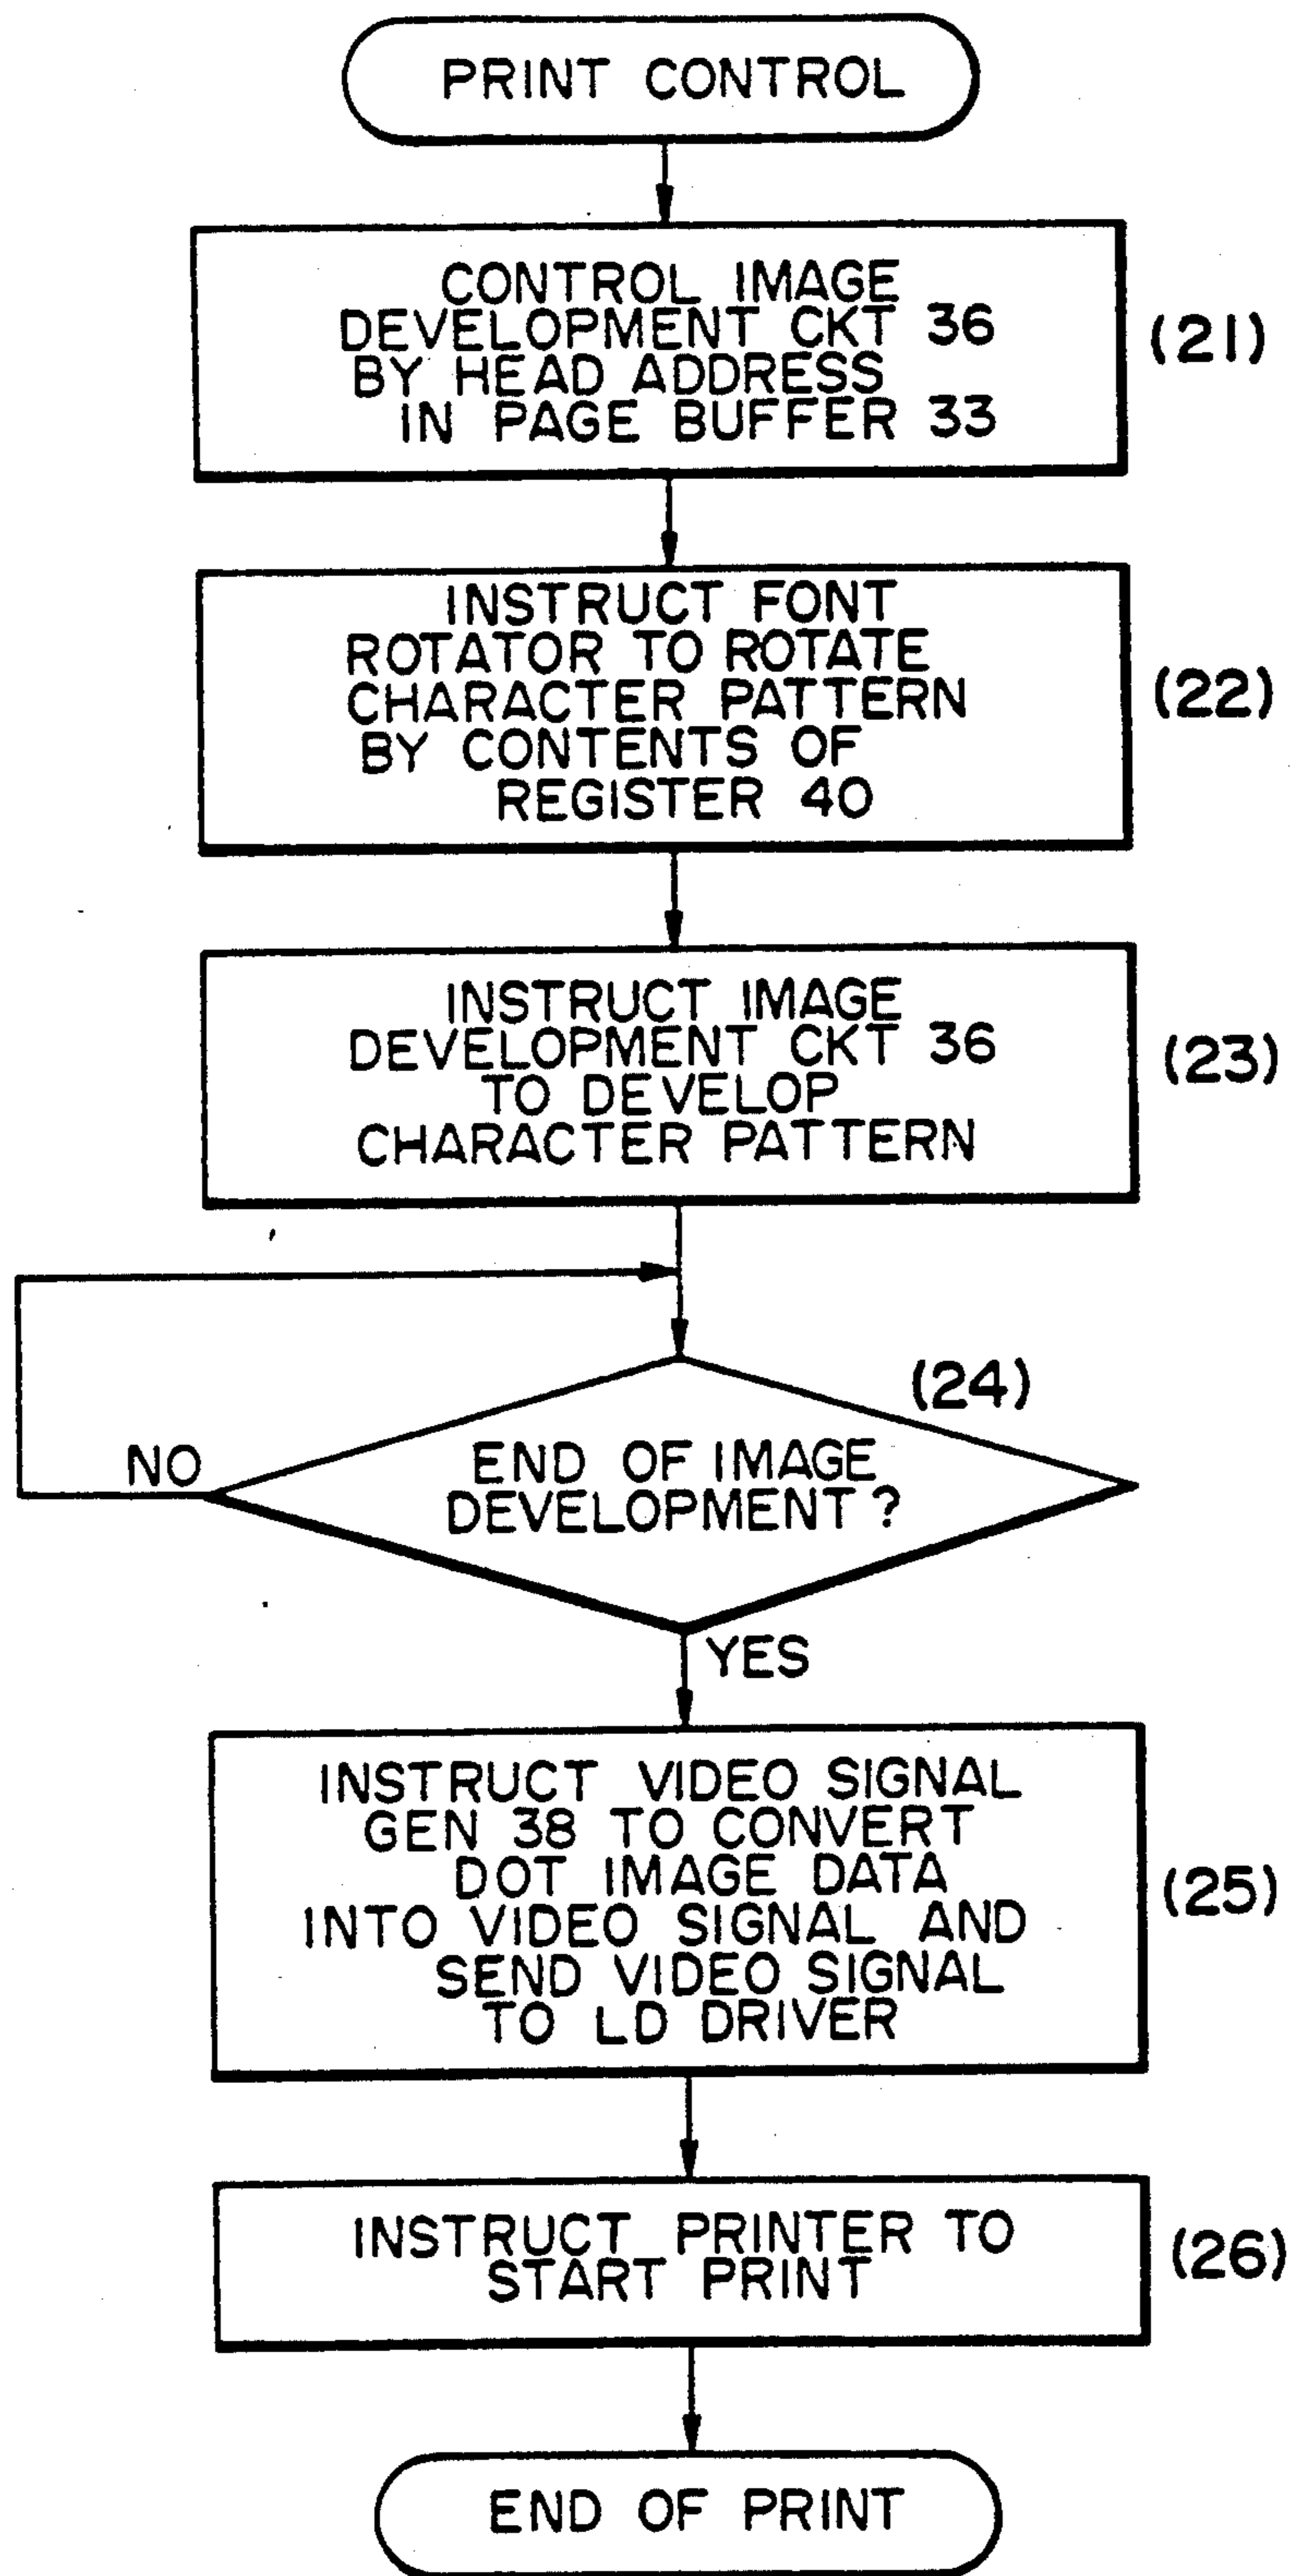 PRINT CONTROL
CONTROL IMAGE
DEVELOPMENT CKT 36
BY HEAD ADDRESS
IN PAGE BUFFER 33
(21)
INSTRUCT FONT
ROTATOR TO ROTATE
CHARACTER PATTERN
BY CONTENTS OF
REGISTER 40
(22)
INSTRUCT IMAGE
DEVELOPMENT CKT 36
TO DEVELOP
CHARACTER PATTERN
(23)
(24)
END OF IMAGE
DEVELOPMENT?
NO
YES
INSTRUCT VIDEO SIGNAL
GEN 38 TO CONVERT
DOT IMAGE DATA
INTO VIDEO SIGNAL AND
SEND VIDEO SIGNAL
TO LD DRIVER
(25)
INSTRUCT PRINTER TO
START PRINT
(26)
END OF PRINT